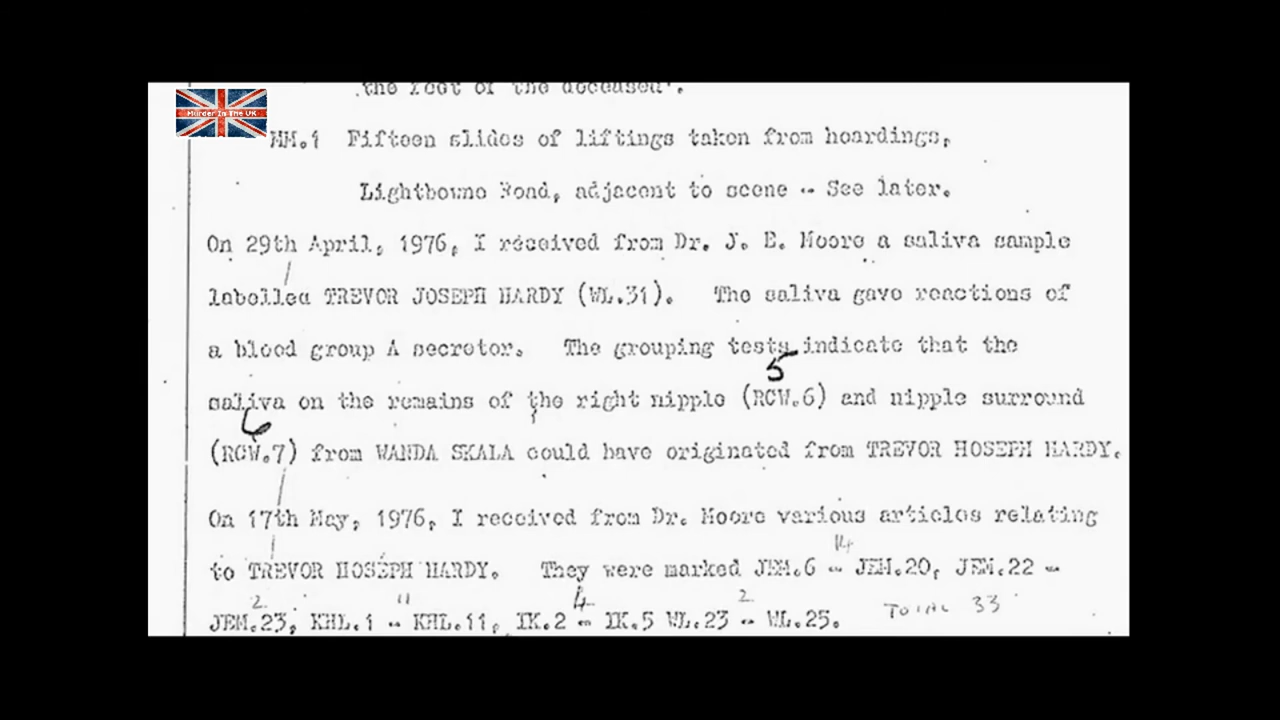 Murder In The UK
the feet of the deceased'.
MM.1 Fifteen slides of liftings taken from hoardings,
Lightbowne Road, adjacent to scene - See later.
On 29th April, 1976, I received from Dr. J. E. Moore a saliva sample
labelled TREVOR JOSEPH HARDY (WL.31). The saliva gave reactions of
a blood group A secretor. The grouping tests indicate that the
5
saliva on the remains of the right nipple (RCW.6) and nipple surround
6
(RCW.7) from WANDA SKALA could have originated from TREVOR HOSEPH HARDY.
On 17th May, 1976, I received from Dr. Moore various articles relating
14
to TREVOR HOSEPH HARDY. They were marked JEM.6 - JEM.20, JEM.22 -
2 11 4 2
JEM.23, KHL.1 - KHL.11, IK.2 - IK.5 WL.23 - WL.25. TOTAL 33